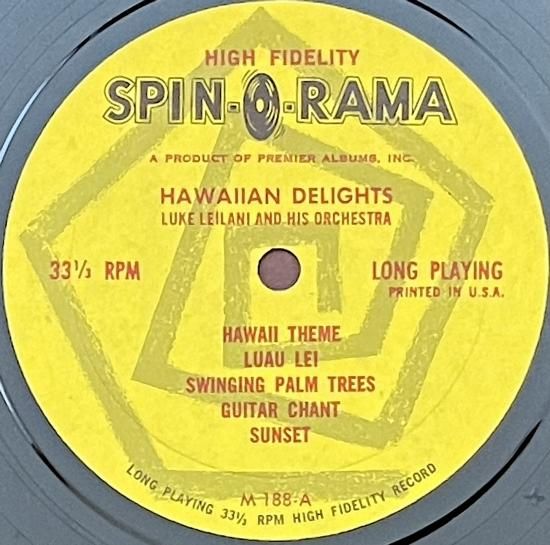 HIGH FIDELITY
SPIN-O-RAMA
A PRODUCT OF PREMIER ALBUMS, INC.
HAWAIIAN DELIGHTS
LUKE LEILANI AND HIS ORCHESTRA
33⅓ RPM
LONG PLAYING
PRINTED IN U.S.A.
HAWAII THEME
LUAU LEI
SWINGING PALM TREES
GUITAR CHANT
SUNSET
M-188-A
LONG PLAYING 33⅓ RPM HIGH FIDELITY RECORD